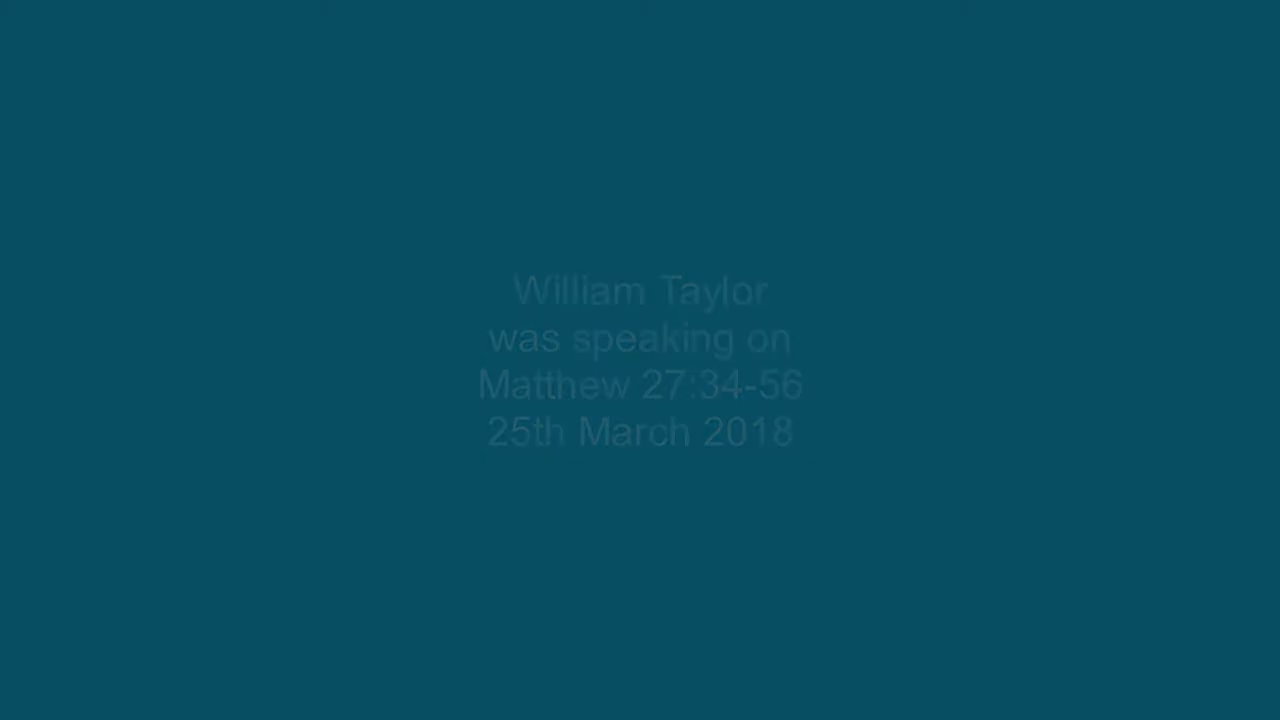 William Taylor
was speaking on
Matthew 27:34-56
25th March 2018